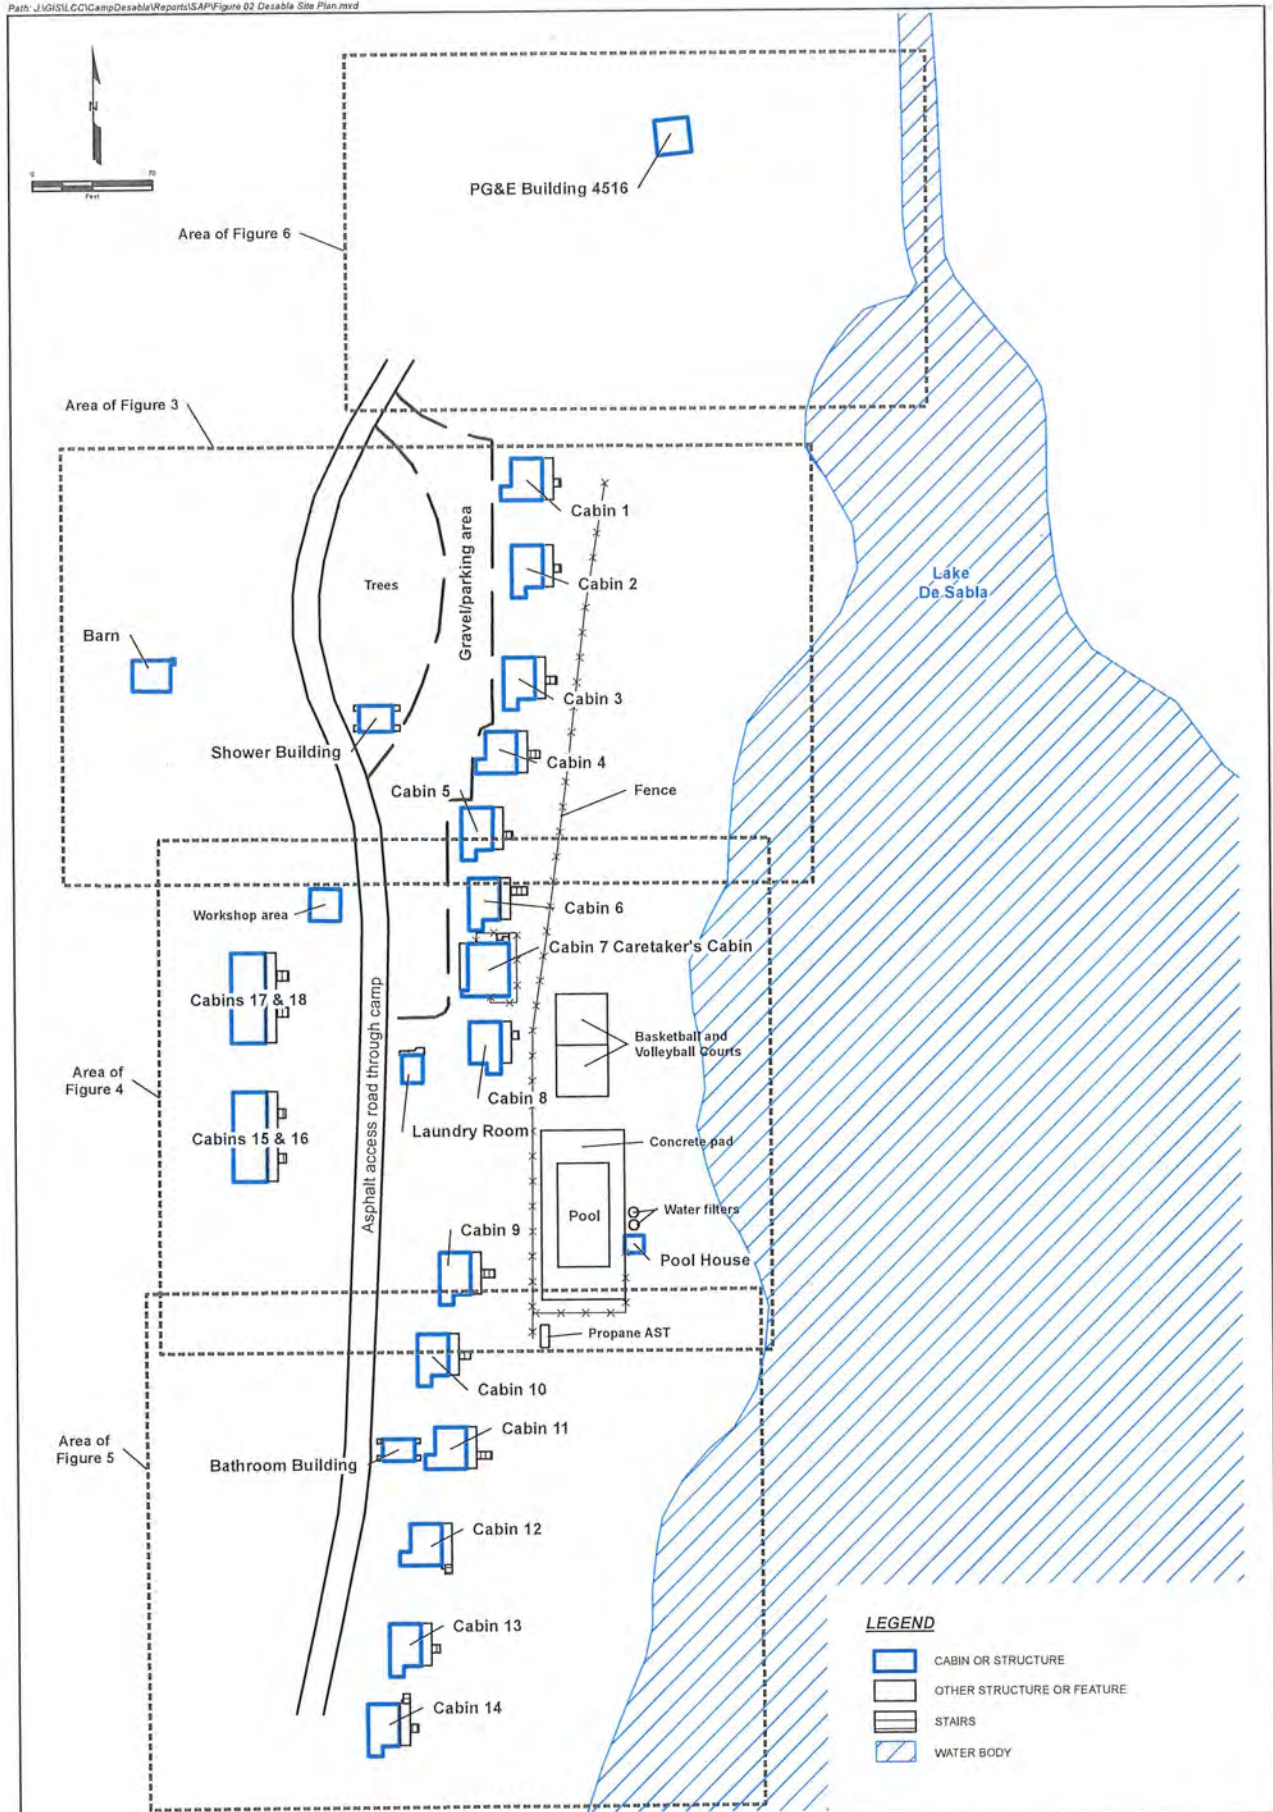 Path: J:\GIS\LCC\CampDesabla\Reports\SAP\Figure 02 Desabla Site Plan.mxd
N
0 70
Feet
PG&E Building 4516
Area of Figure 6
Area of Figure 3
Cabin 1
Gravel/parking area
Cabin 2
Trees
Lake
De Sabla
Barn
Cabin 3
Shower Building
Cabin 4
Cabin 5
Fence
Workshop area
Cabin 6
Cabin 7 Caretaker's Cabin
Cabins 17 & 18
Asphalt access road through camp
Basketball and
Volleyball Courts
Area of
Figure 4
Cabin 8
Laundry Room
Cabins 15 & 16
Concrete pad
Pool
Water filters
Cabin 9
Pool House
Propane AST
Cabin 10
Cabin 11
Area of
Figure 5
Bathroom Building
Cabin 12
Cabin 13
Cabin 14
LEGEND
CABIN OR STRUCTURE
OTHER STRUCTURE OR FEATURE
STAIRS
WATER BODY